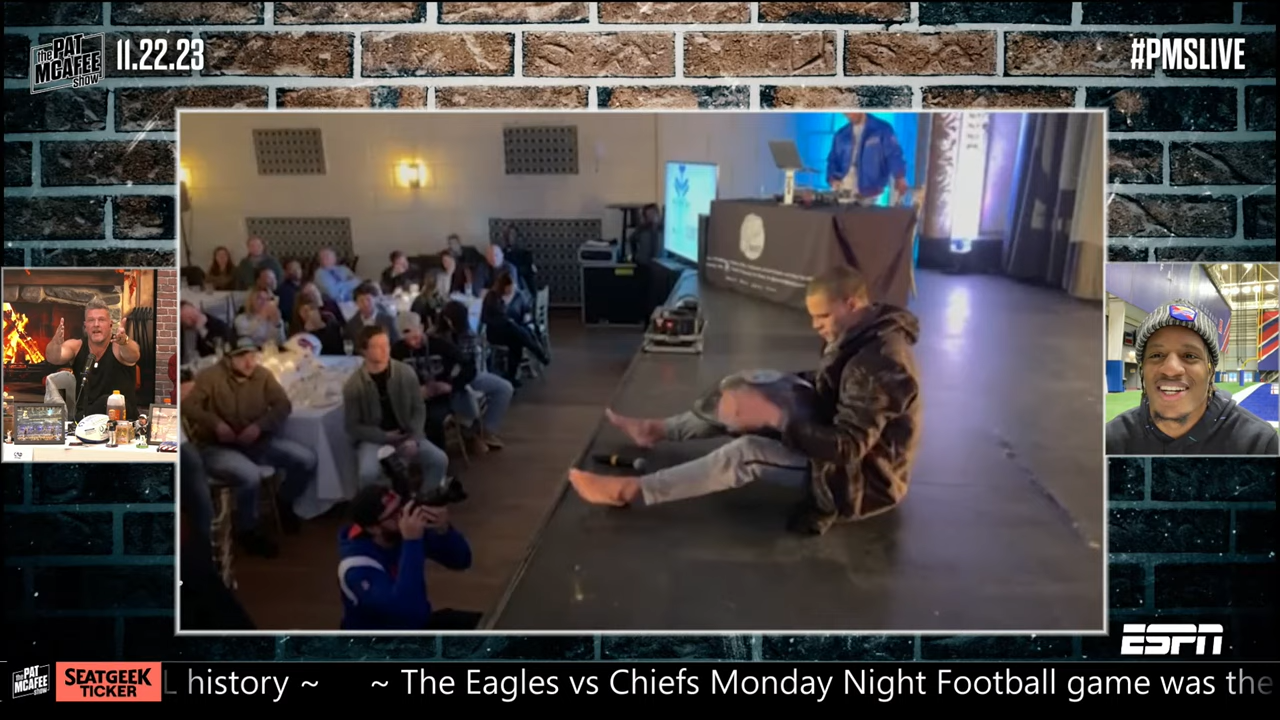 the
PAT
MCAFEE
show
11.22.23
#PMSLIVE
ESPN
the
PAT
MCAFEE
show
SEATGEEK
TICKER
L history ~ ~ The Eagles vs Chiefs Monday Night Football game was the